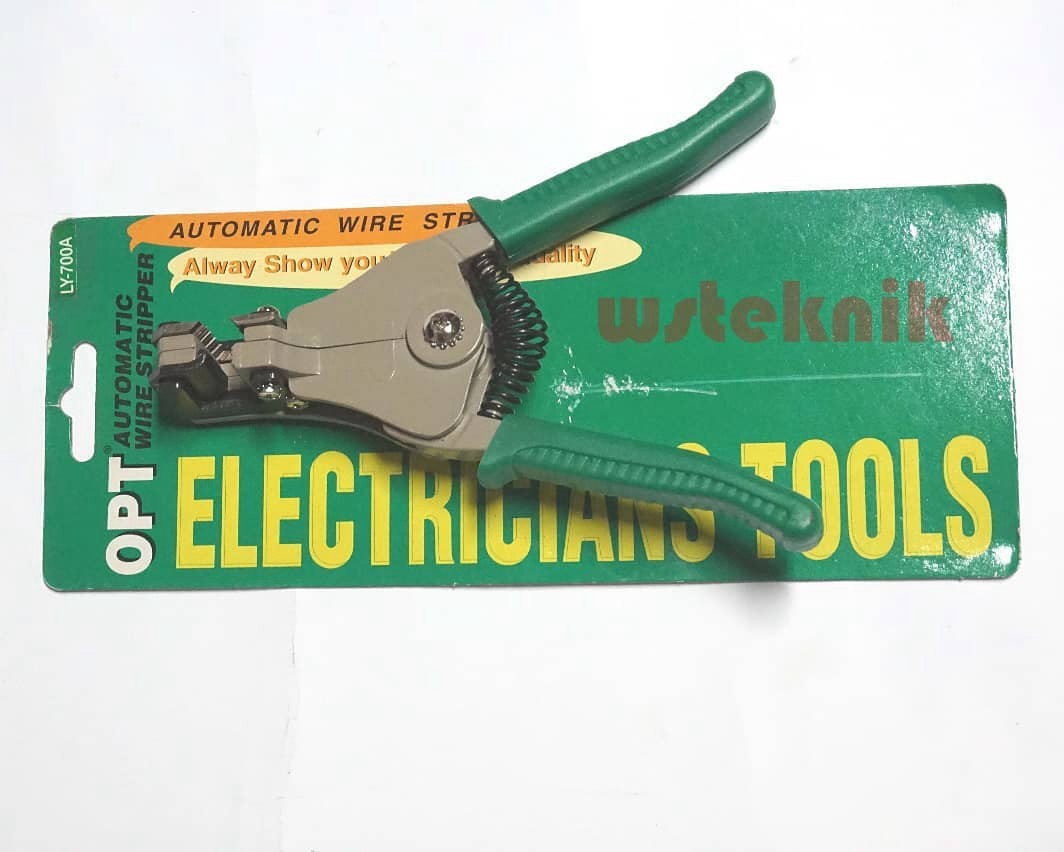 AUTOMATIC WIRE STR
Alway Show you
uality
LY-700A
AUTOMATIC
WIRE STRIPPER
OPT®
ELECTRICIANS TOOLS
wsteknik